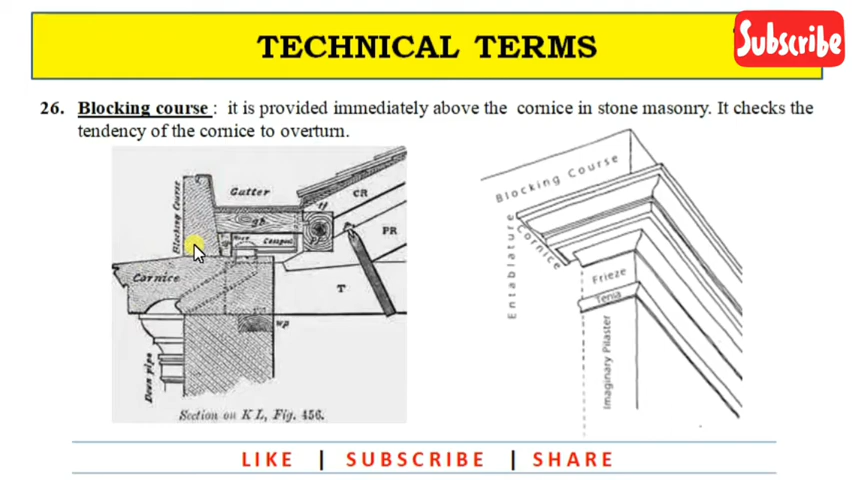 TECHNICAL TERMS
Subscribe
26. Blocking course : it is provided immediately above the cornice in stone masonry. It checks the
tendency of the cornice to overturn.
Blocking Course
Gutter
CR
PR
gb
Cesspool
Cornice
T
wp
Down pipe
Section on K L, Fig. 456.
Blocking Course
Entablature
Cornice
Frieze
Tenia
Imaginary Pilaster
LIKE | SUBSCRIBE | SHARE